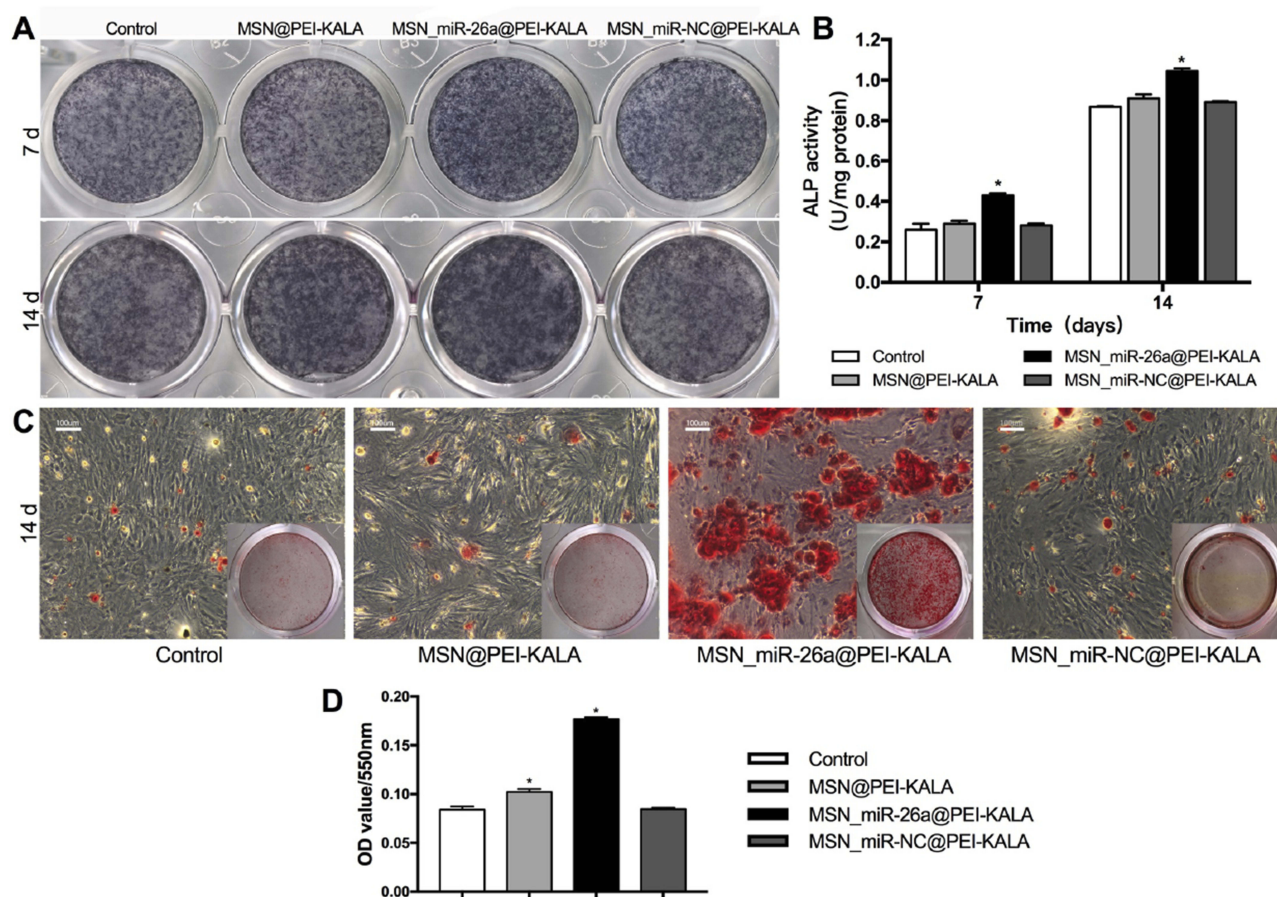 A
Control
MSN@PEI-KALA
MSN_miR-26a@PEI-KALA
MSN_miR-NC@PEI-KALA
7 d
14 d
B
ALP activity
(U/mg protein)
1.2
1.0
0.8
0.6
0.4
0.2
0.0
*
*
7
14
Time (days)
Control
MSN@PEI-KALA
MSN_miR-26a@PEI-KALA
MSN_miR-NC@PEI-KALA
C
14 d
100um
100um
100um
100um
Control
MSN@PEI-KALA
MSN_miR-26a@PEI-KALA
MSN_miR-NC@PEI-KALA
D
OD value/550nm
0.20
0.15
0.10
0.05
0.00
*
*
Control
MSN@PEI-KALA
MSN_miR-26a@PEI-KALA
MSN_miR-NC@PEI-KALA